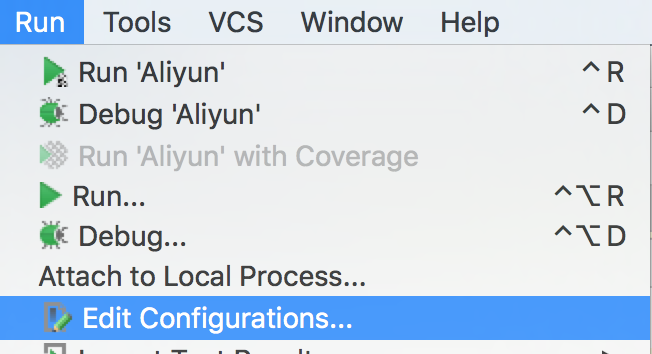 Run Tools VCS Window Help
Run 'Aliyun' ^ R
Debug 'Aliyun' ^ D
Run 'Aliyun' with Coverage
Run... ^⌥ R
Debug... ^⌥ D
Attach to Local Process...
Edit Configurations...